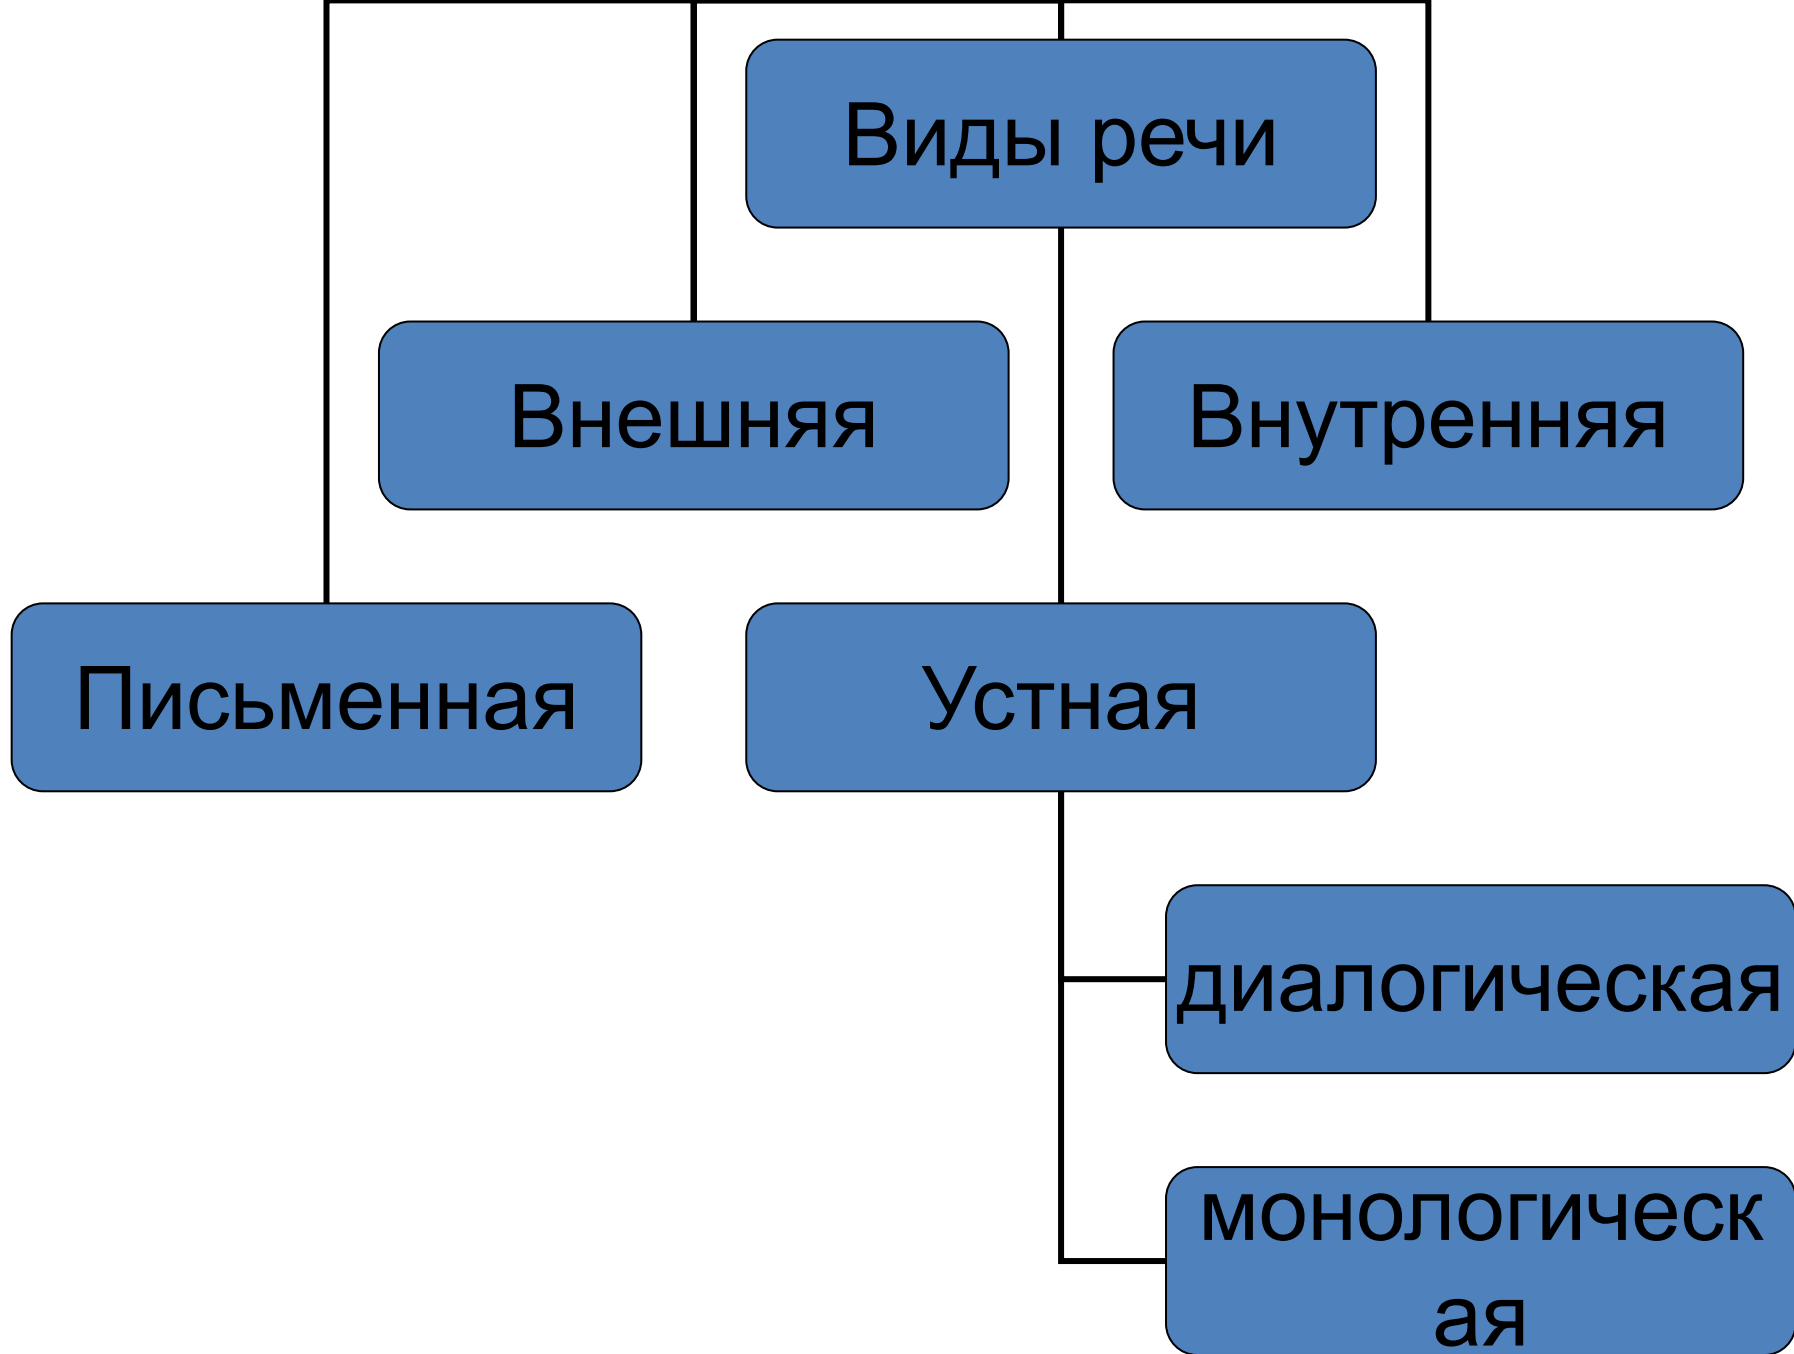 Виды речи
Внешняя
Внутренняя
Письменная
Устная
диалогическая
монологическ
ая